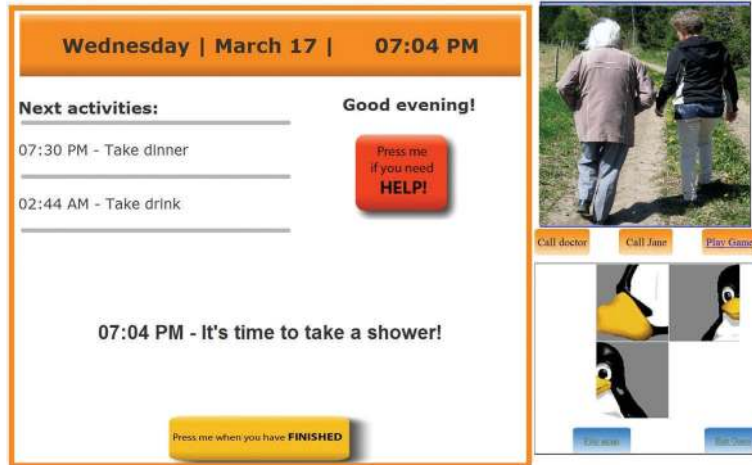 Wednesday | March 17 | 07:04 PM
Next activities:
Good evening!
07:30 PM - Take dinner
02:44 AM - Take drink
Press me
if you need
HELP!
Call doctor
Call Jane
Play Game
07:04 PM - It's time to take a shower!
Press me when you have FINISHED